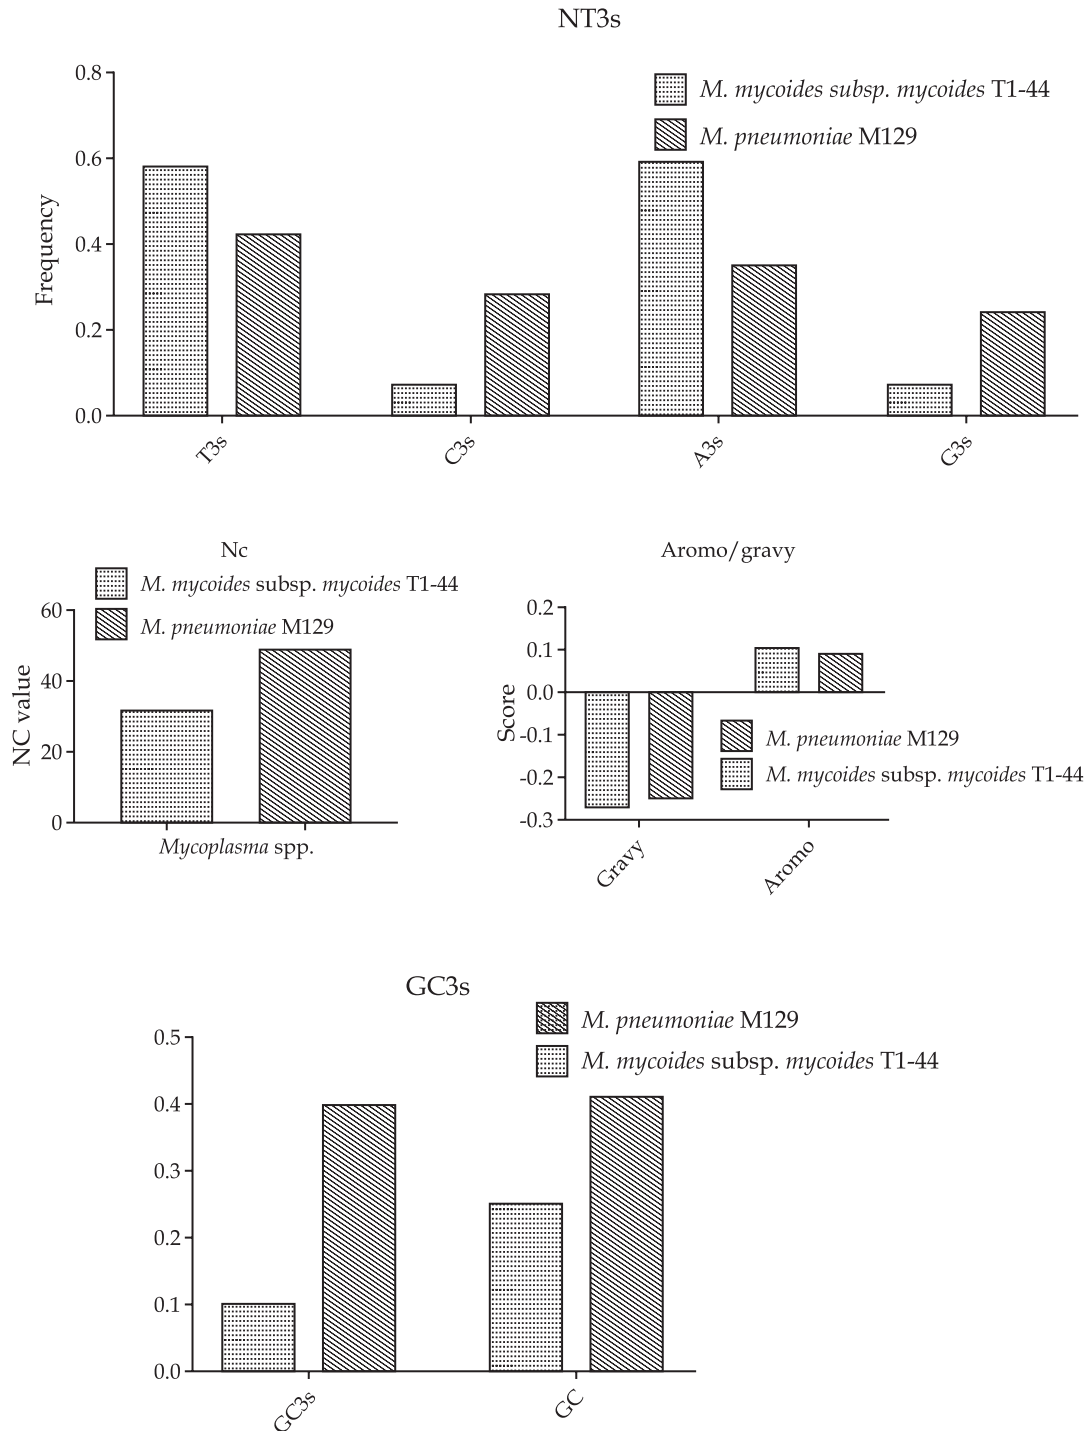 NT3s
0.8
0.6
0.4
0.2
0.0
Frequency
M. mycoides subsp. mycoides T1-44
M. pneumoniae M129
T3s
C3s
A3s
G3s
Nc
M. mycoides subsp. mycoides T1-44
M. pneumoniae M129
60
40
20
0
NC value
Mycoplasma spp.
Aromo/gravy
0.2
0.1
0.0
-0.1
-0.2
-0.3
Score
M. pneumoniae M129
M. mycoides subsp. mycoides T1-44
Gravy
Aromo
GC3s
M. pneumoniae M129
M. mycoides subsp. mycoides T1-44
0.5
0.4
0.3
0.2
0.1
0.0
GC3s
GC